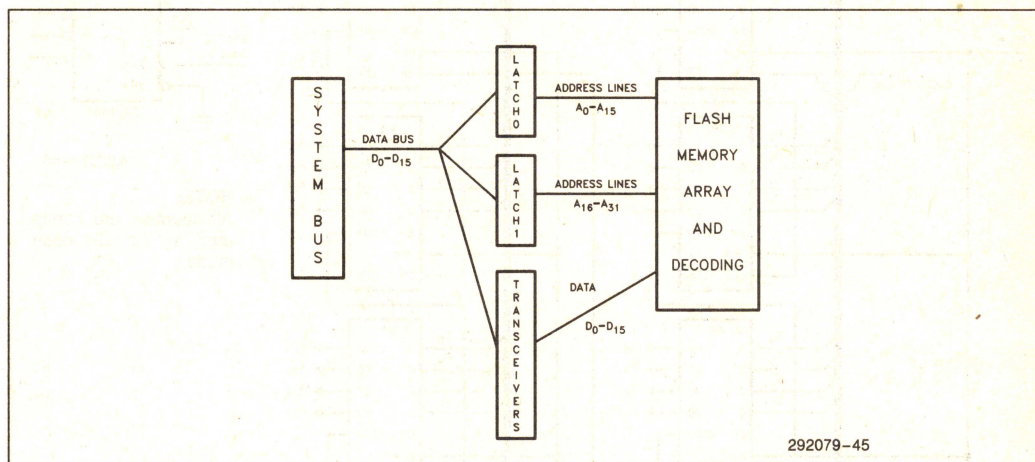 SYSTEM BUS
DATA BUS
D0–D15
LATCH0
ADDRESS LINES
A0–A15
LATCH1
ADDRESS LINES
A16–A31
TRANSCEIVERS
DATA
D0–D15
FLASH
MEMORY
ARRAY
AND
DECODING
292079–45